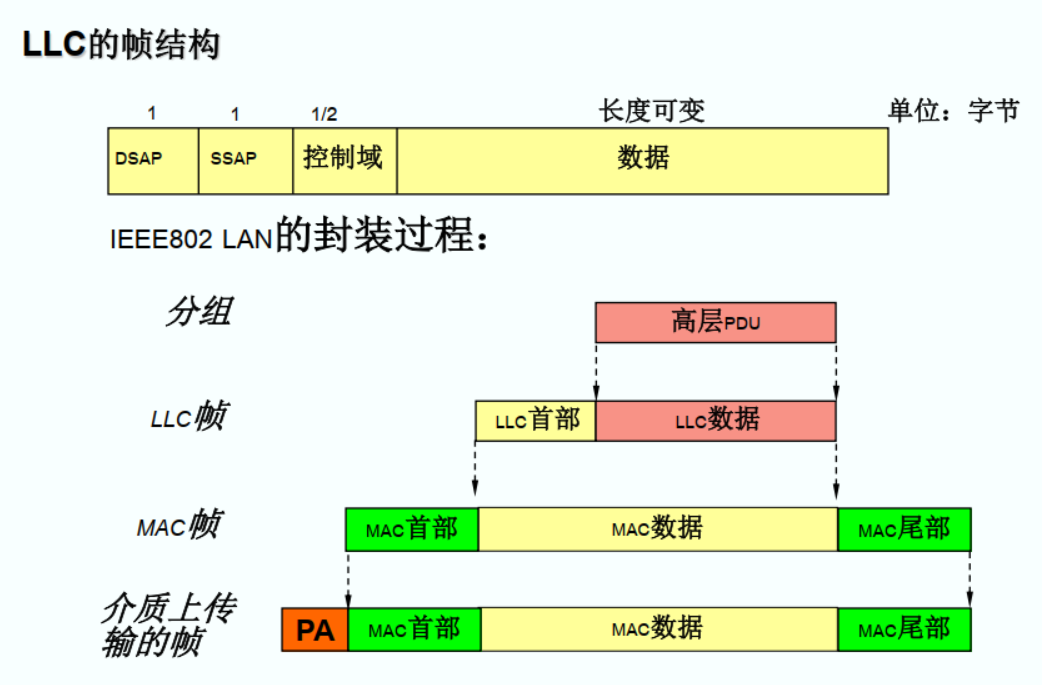 LLC的帧结构
1 1 1/2 长度可变 单位：字节
DSAP SSAP 控制域 数据
IEEE802 LAN的封装过程：
分组 高层PDU
LLC帧 LLC首部 LLC数据
MAC帧 MAC首部 MAC数据 MAC尾部
介质上传
输的帧
PA MAC首部 MAC数据 MAC尾部